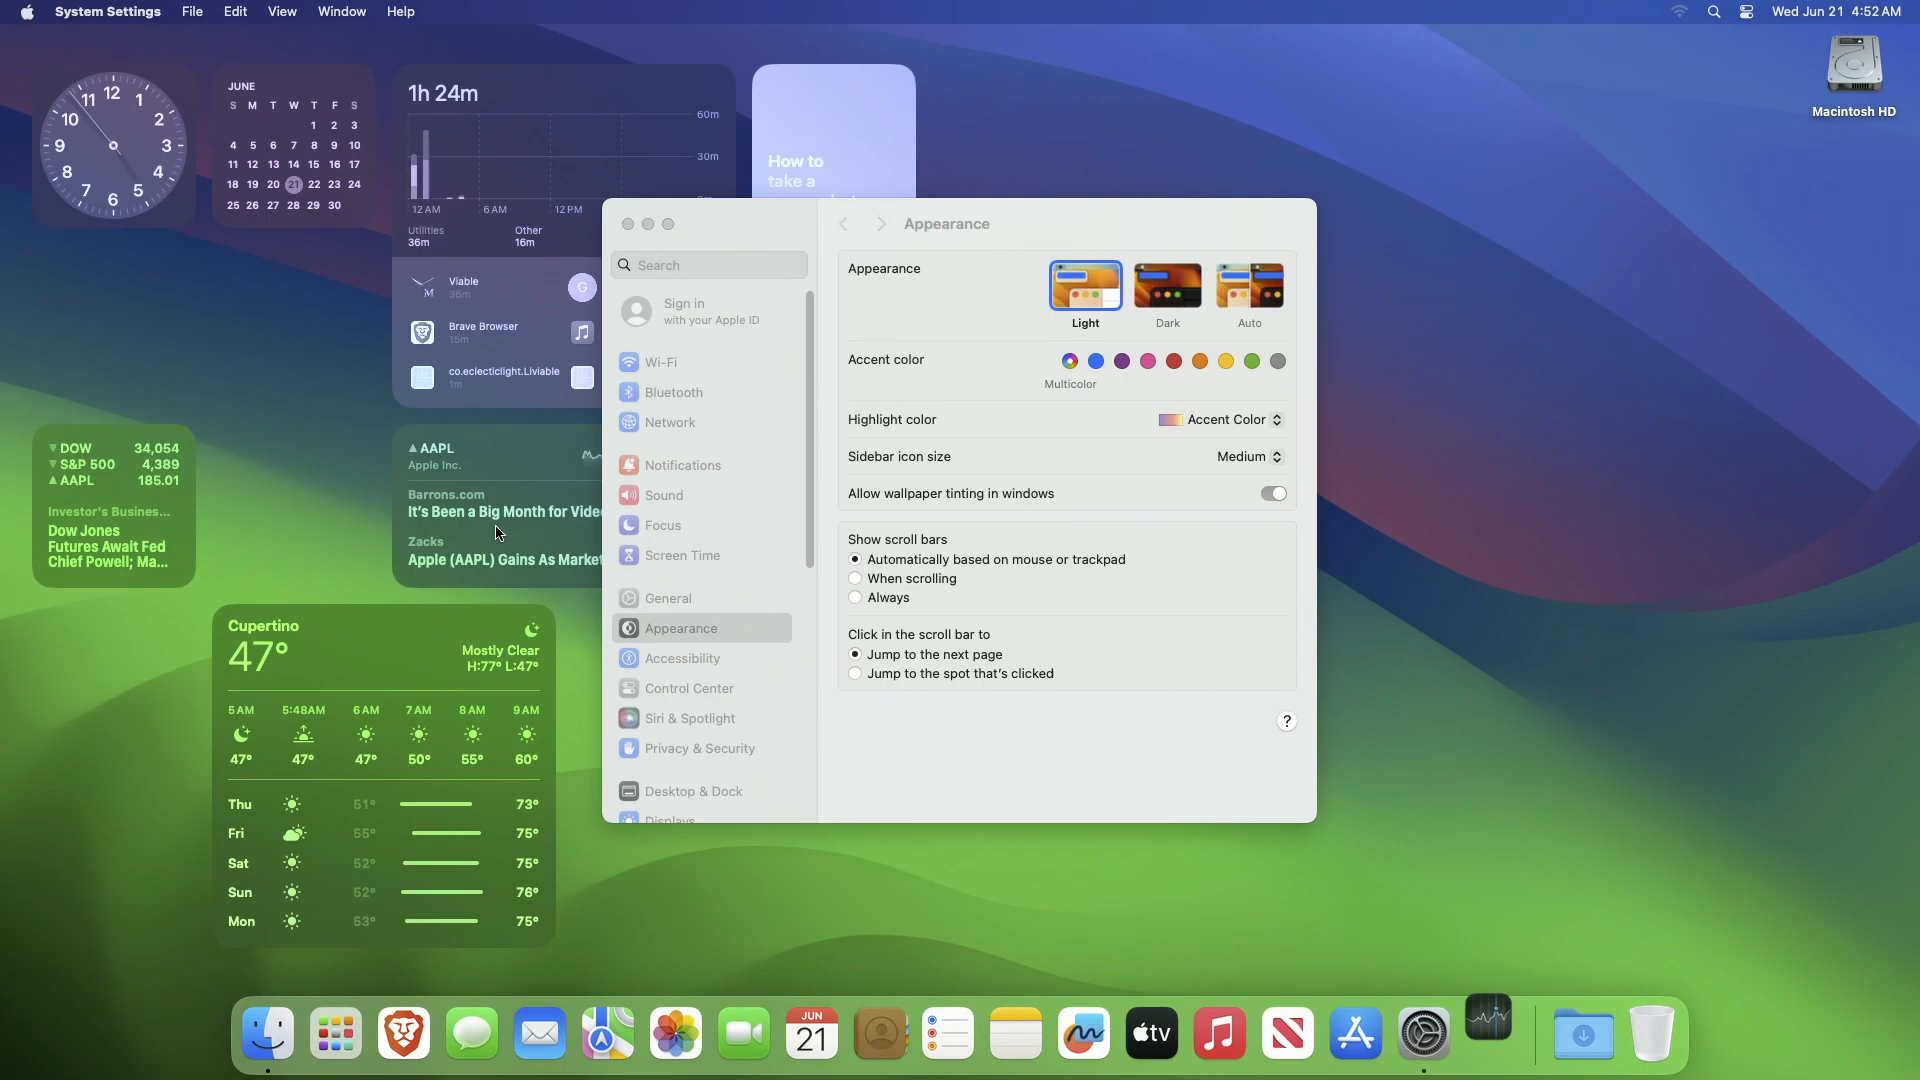 System Settings File Edit View Window Help
Wed Jun 21 4:52 AM
Macintosh HD
12
11 1
10 2
9 3
8 4
7 5
6
JUNE
S M T W T F S
1 2 3
4 5 6 7 8 9 10
11 12 13 14 15 16 17
18 19 20 21 22 23 24
25 26 27 28 29 30
1h 24m
60m
30m
12 AM 6 AM 12 PM
Utilities
36m
Other
16m
Viable
36m
G
Brave Browser
15m
co.eclecticlight.Liviable
1m
How to
take a
▼ DOW 34,054
▼ S&P 500 4,389
▲ AAPL 185.01
Investor's Busines...
Dow Jones
Futures Await Fed
Chief Powell; Ma...
▲ AAPL
Apple Inc.
Barrons.com
It's Been a Big Month for Vide
Zacks
Apple (AAPL) Gains As Market
Cupertino
47°
Mostly Clear
H:77° L:47°
5 AM 5:48AM 6 AM 7 AM 8 AM 9 AM
47° 47° 47° 50° 55° 60°
Thu 51° 73°
Fri 55° 75°
Sat 52° 75°
Sun 52° 76°
Mon 53° 75°
Search
Sign in
with your Apple ID
Wi-Fi
Bluetooth
Network
Notifications
Sound
Focus
Screen Time
General
Appearance
Accessibility
Control Center
Siri & Spotlight
Privacy & Security
Desktop & Dock
Displays
Appearance
Appearance
Light Dark Auto
Accent color
Multicolor
Highlight color Accent Color
Sidebar icon size Medium
Allow wallpaper tinting in windows
Show scroll bars
Automatically based on mouse or trackpad
When scrolling
Always
Click in the scroll bar to
Jump to the next page
Jump to the spot that's clicked
?
JUN
21
tv